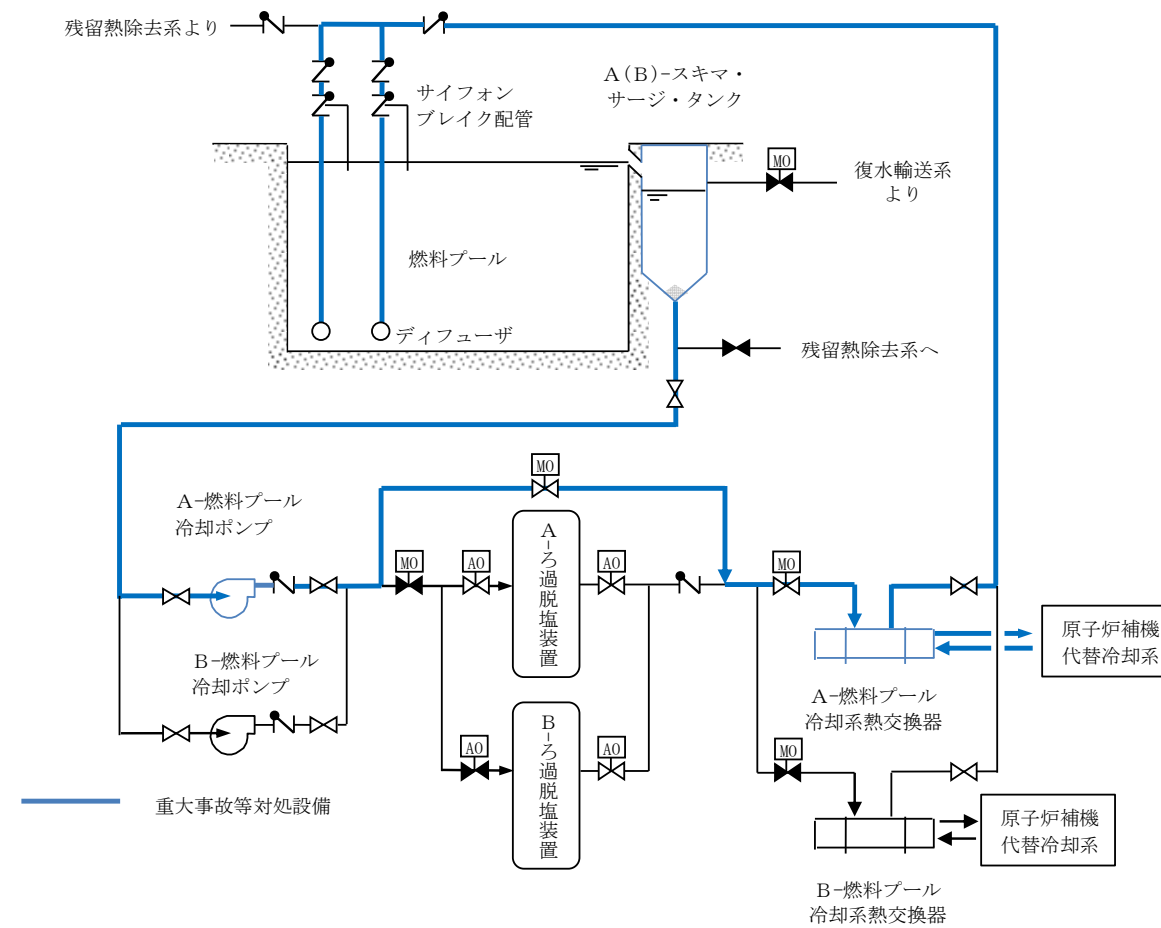 残留熱除去系より
A(B)-スキマ・
サージ・タンク
サイフォン
ブレイク配管
MO
復水輸送系
より
燃料プール
ディフューザ
残留熱除去系へ
MO
A-燃料プール
冷却ポンプ
MO
AO
A-ろ過脱塩装置
AO
MO
原子炉補機
代替冷却系
B-燃料プール
冷却ポンプ
A-燃料プール
冷却系熱交換器
AO
B-ろ過脱塩装置
AO
MO
重大事故等対処設備
原子炉補機
代替冷却系
B-燃料プール
冷却系熱交換器